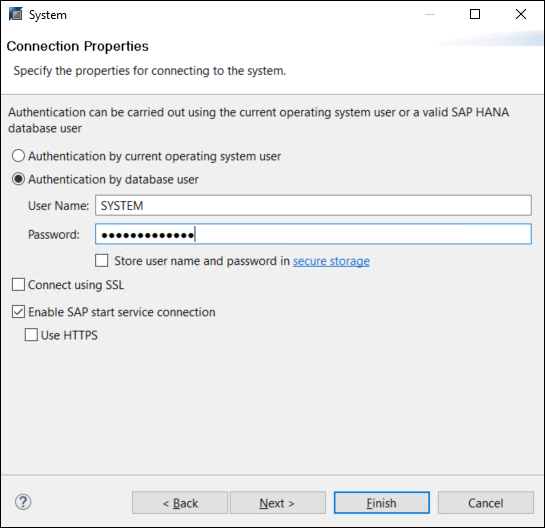 System
Connection Properties
Specify the properties for connecting to the system.
Authentication can be carried out using the current operating system user or a valid SAP HANA
database user
Authentication by current operating system user
Authentication by database user
User Name: SYSTEM
Password: ●●●●●●●●●●●●●
Store user name and password in secure storage
Connect using SSL
Enable SAP start service connection
Use HTTPS
? < Back Next > Finish Cancel